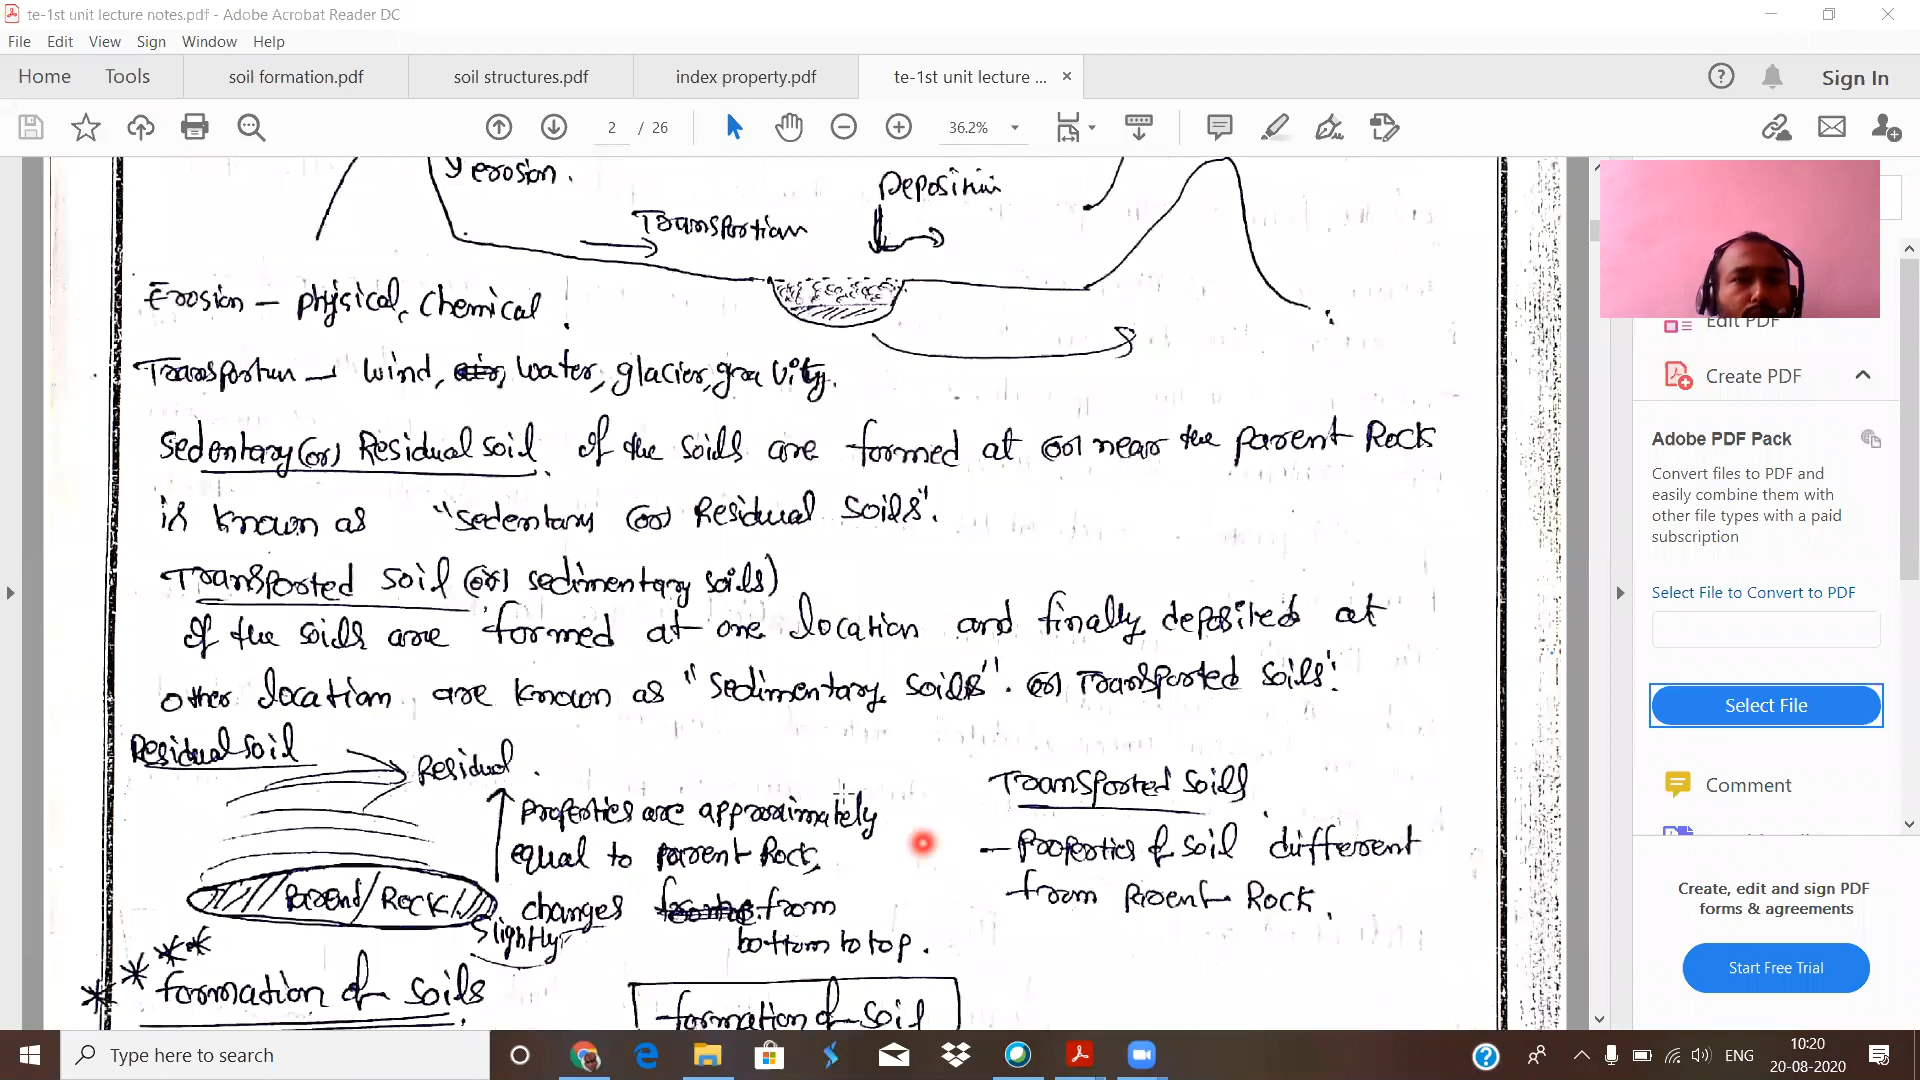 te-1st unit lecture notes.pdf - Adobe Acrobat Reader DC
File Edit View Sign Window Help
Home Tools soil formation.pdf soil structures.pdf index property.pdf te-1st unit lecture ... × Sign In
2 / 26 36.2%
erosion.
Deposition
Transportian
Erosion - physical, chemical
Transportun → wind, water, glacier, gravity.
Sedentary (or) Residual soil If the soils are formed at (or) near the parent Rock
is known as "sedentary (or) Residual soils".
Transported soil (or) sedimentary soils)
If the soils are formed at one location and finally deposited at
other location are known as "sedimentary soils". (or) Transported soils".
Residual soil
Residual.
Properties are approximately
equal to parent Rock,
changes from
slightly
bottom to top.
Parent Rock
Transported soils
- Properties of soil different
from Parent Rock.
Formation of soils
formation of soil
Edit PDF
Create PDF
Adobe PDF Pack
Convert files to PDF and
easily combine them with
other file types with a paid
subscription
Select File to Convert to PDF
Select File
Comment
Create, edit and sign PDF
forms & agreements
Start Free Trial
Type here to search
ENG
10:20
20-08-2020